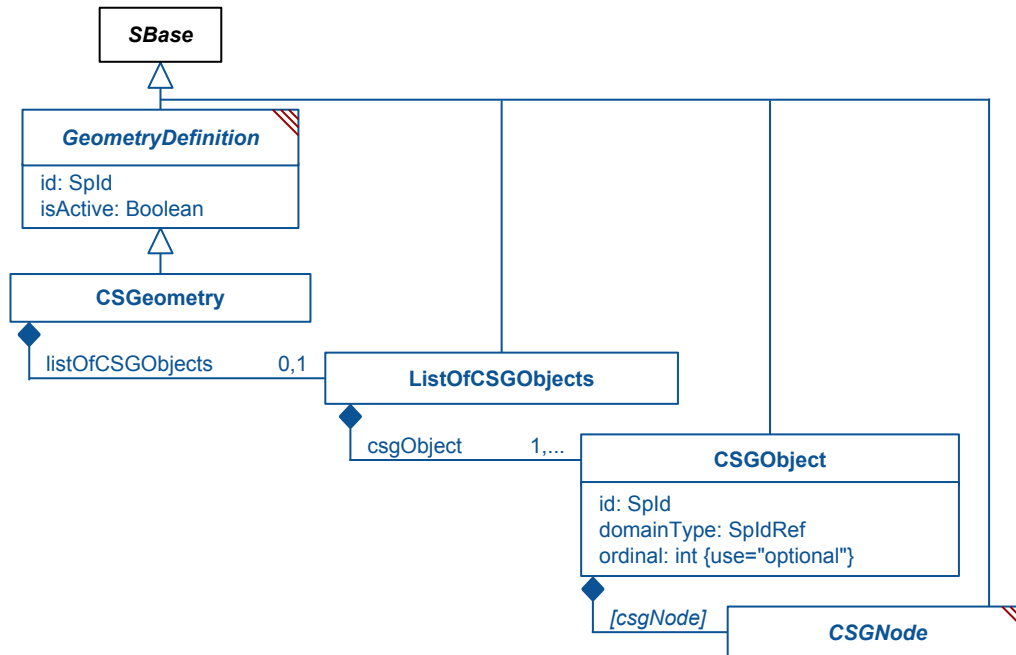 SBase
GeometryDefinition
id: SpId
isActive: Boolean
CSGeometry
listOfCSGObjects 0,1
ListOfCSGObjects
csgObject 1,...
CSGObject
id: SpId
domainType: SpIdRef
ordinal: int {use="optional"}
[csgNode]
CSGNode